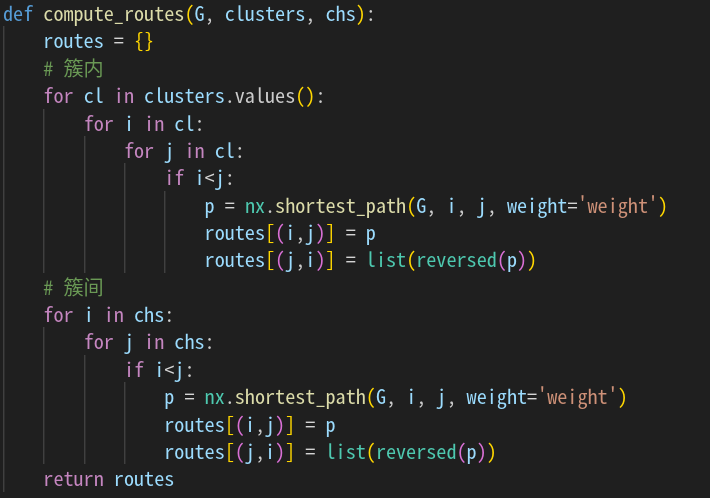 def compute_routes(G, clusters, chs):
    routes = {}
    # 簇内
    for cl in clusters.values():
        for i in cl:
            for j in cl:
                if i<j:
                    p = nx.shortest_path(G, i, j, weight='weight')
                    routes[(i,j)] = p
                    routes[(j,i)] = list(reversed(p))
    # 簇间
    for i in chs:
        for j in chs:
            if i<j:
                p = nx.shortest_path(G, i, j, weight='weight')
                routes[(i,j)] = p
                routes[(j,i)] = list(reversed(p))
    return routes